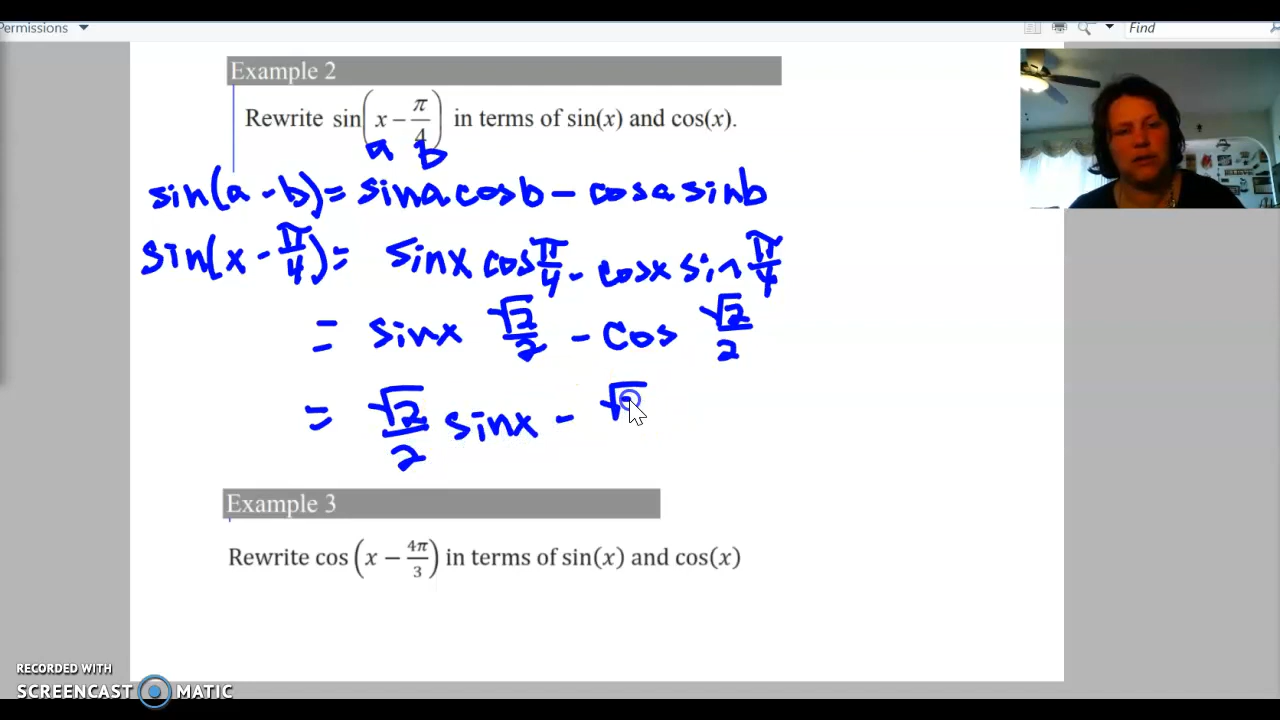 Permissions
Find
Example 2
Rewrite sin(x − π/4) in terms of sin(x) and cos(x).
a b
sin(a - b) = sina cosb - cosa sinb
sin(x - π/4) = sinx cos π/4 - cosx sin π/4
= sinx √2/2 - cos √2/2
= √2/2 sinx - √2
Example 3
Rewrite cos(x − 4π/3) in terms of sin(x) and cos(x)
RECORDED WITH
SCREENCAST MATIC